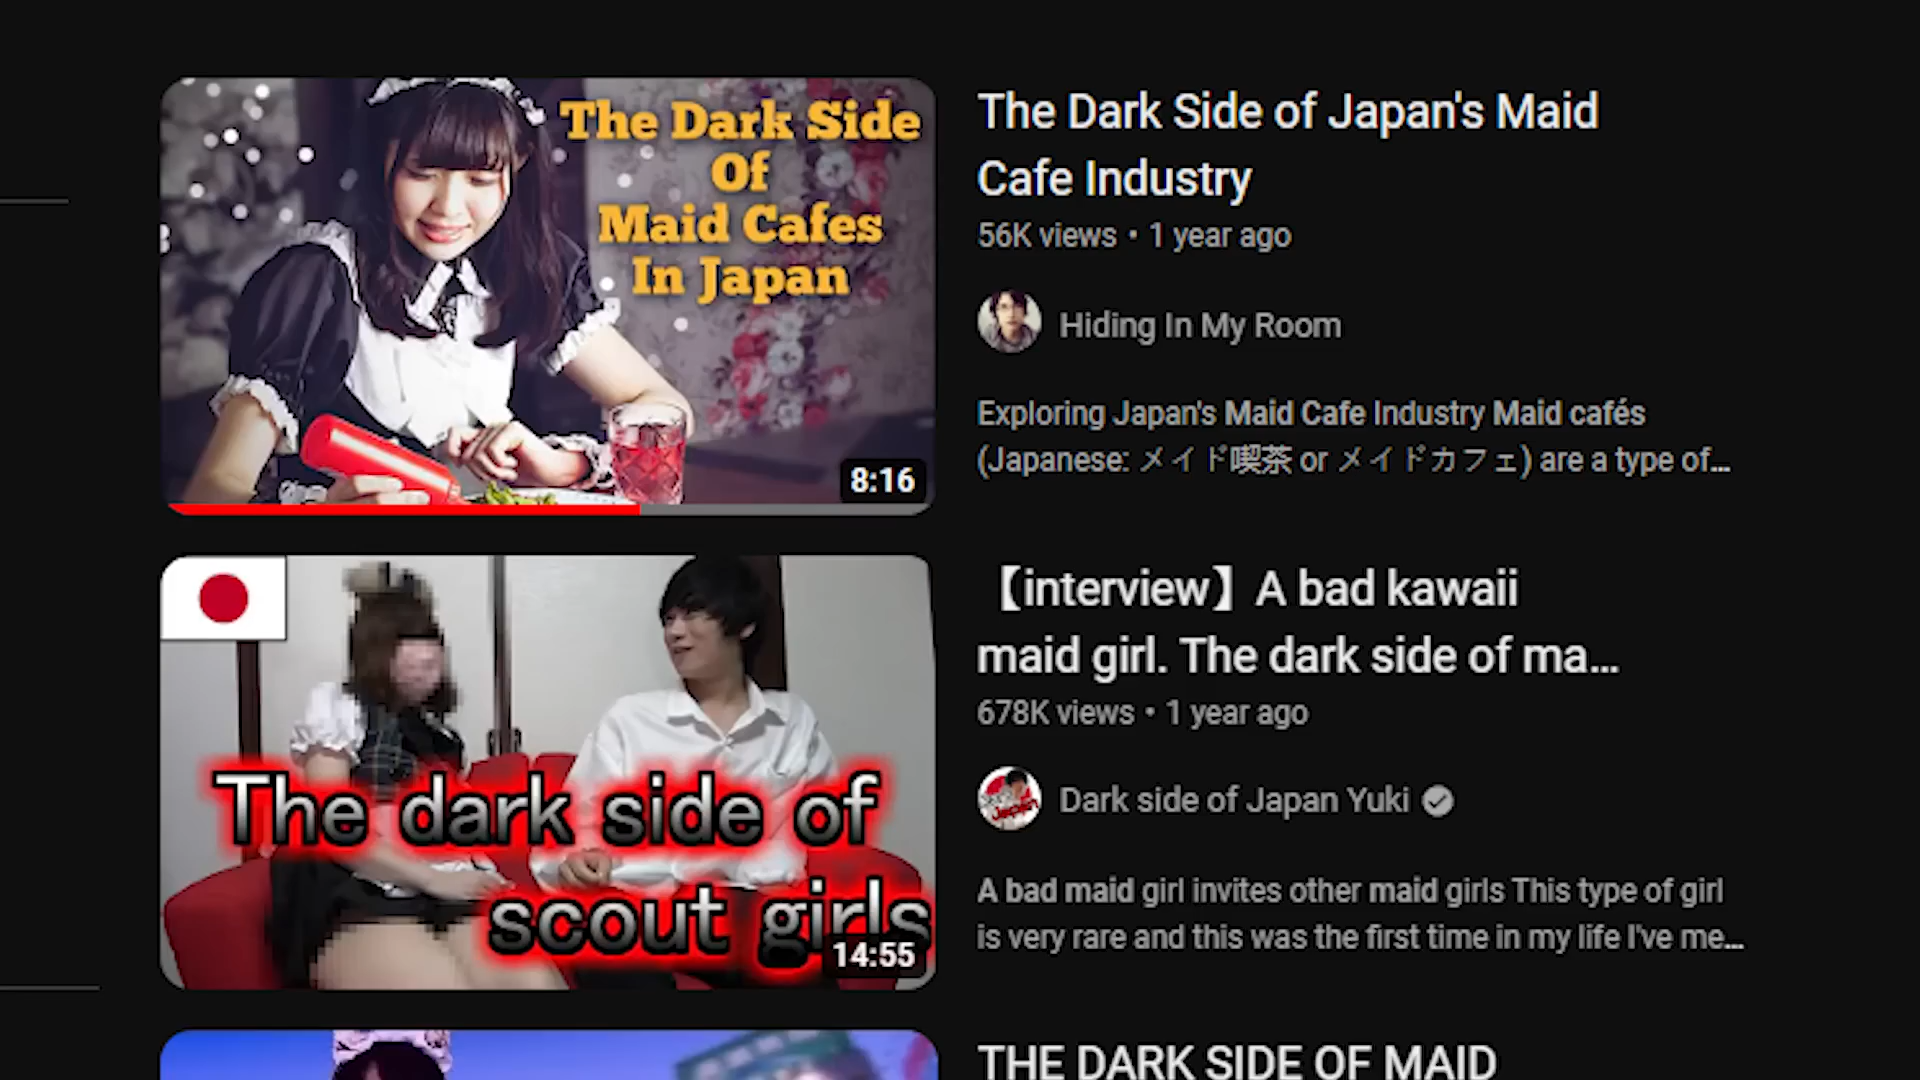 The Dark Side
Of
Maid Cafes
In Japan
8:16
The Dark Side of Japan's Maid
Cafe Industry
56K views • 1 year ago
Hiding In My Room
Exploring Japan's Maid Cafe Industry Maid cafés
(Japanese: メイド喫茶 or メイドカフェ) are a type of...
The dark side of
scout girls
14:55
【interview】A bad kawaii
maid girl. The dark side of ma...
678K views • 1 year ago
Dark side of Japan Yuki
A bad maid girl invites other maid girls This type of girl
is very rare and this was the first time in my life I've me...
THE DARK SIDE OF MAID